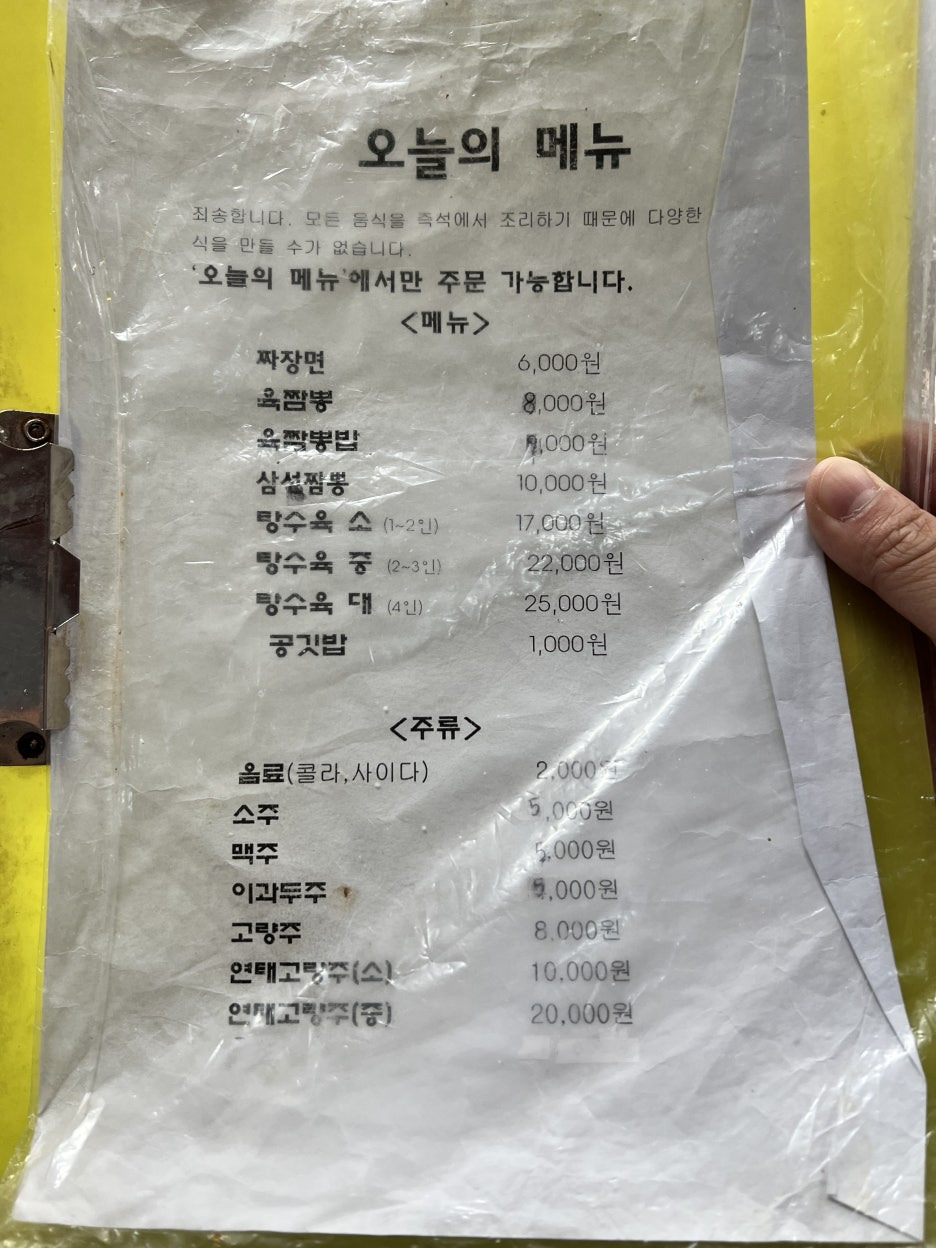 오늘의 메뉴
죄송합니다. 모든 음식을 즉석에서 조리하기 때문에 다양한
식을 만들 수가 없습니다.
'오늘의 메뉴'에서만 주문 가능합니다.
<메뉴>
짜장면 6,000원
육짬뽕 8,000원
육짬뽕밥 9,000원
삼선짬뽕 10,000원
탕수육 소 (1~2인) 17,000원
탕수육 중 (2~3인) 22,000원
탕수육 대 (4인) 25,000원
공깃밥 1,000원
<주류>
음료(콜라,사이다) 2,000원
소주 5,000원
맥주 5,000원
이과두주 5,000원
고량주 8,000원
연태고량주(소) 10,000원
연태고량주(중) 20,000원